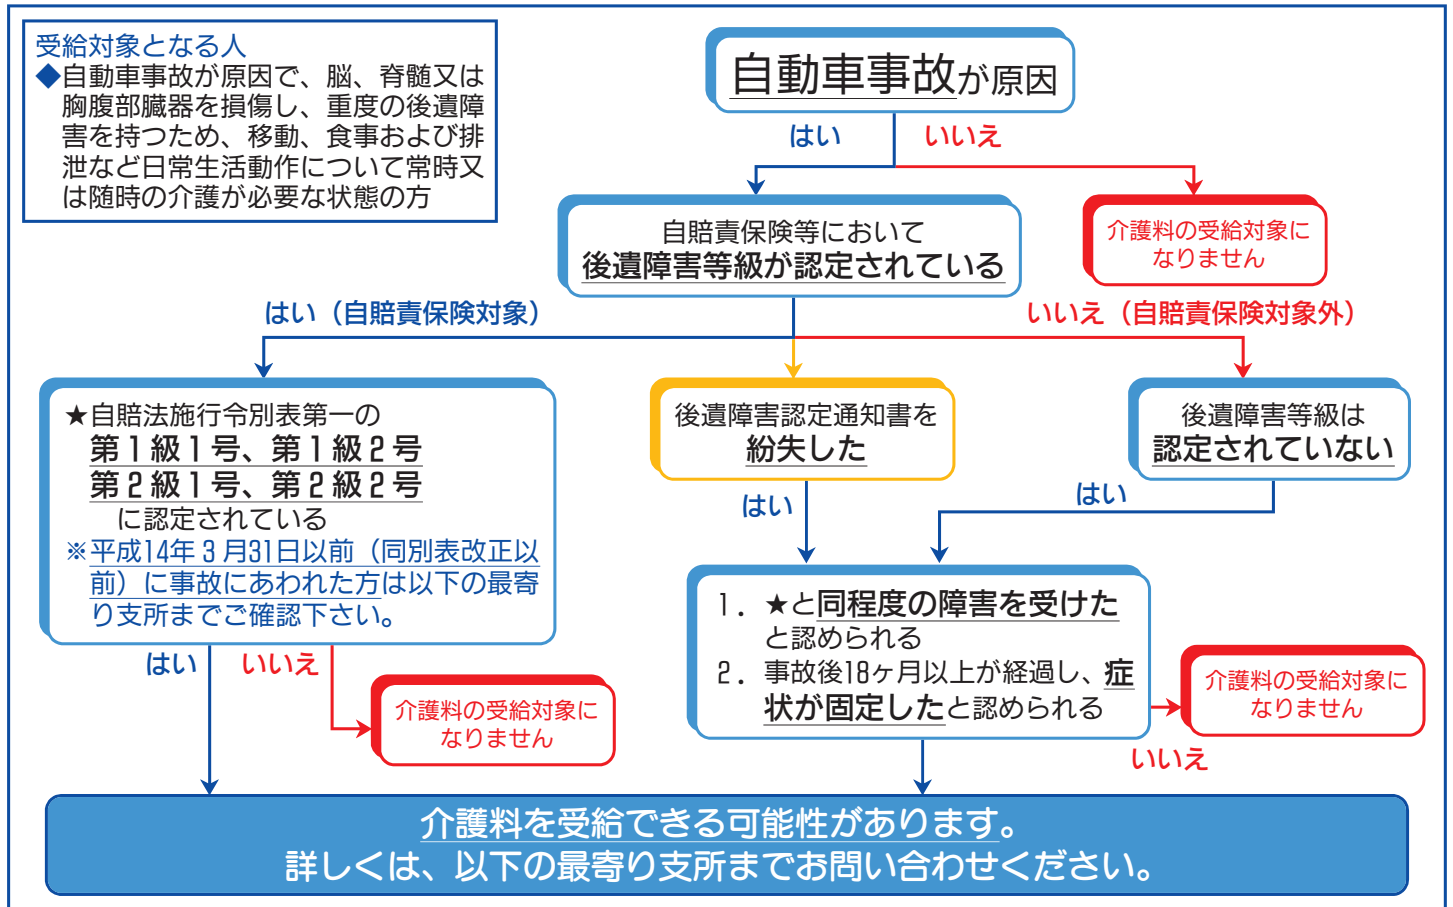 受給対象となる人
◆自動車事故が原因で、脳、脊髄又は
胸腹部臓器を損傷し、重度の後遺障
害を持つため、移動、食事および排
泄など日常生活動作について常時又
は随時の介護が必要な状態の方
自動車事故が原因
はい
いいえ
自賠責保険等において
後遺障害等級が認定されている
介護料の受給対象に
なりません
はい（自賠責保険対象）
いいえ（自賠責保険対象外）
★自賠法施行令別表第一の
第1級1号、第1級2号
第2級1号、第2級2号
に認定されている
※平成14年3月31日以前（同別表改正以
前）に事故にあわれた方は以下の最寄
り支所までご確認下さい。
後遺障害認定通知書を
紛失した
後遺障害等級は
認定されていない
はい
はい
1．★と同程度の障害を受けた
と認められる
2．事故後18ヶ月以上が経過し、症
状が固定したと認められる
はい
いいえ
介護料の受給対象に
なりません
介護料の受給対象に
なりません
いいえ
介護料を受給できる可能性があります。
詳しくは、以下の最寄り支所までお問い合わせください。